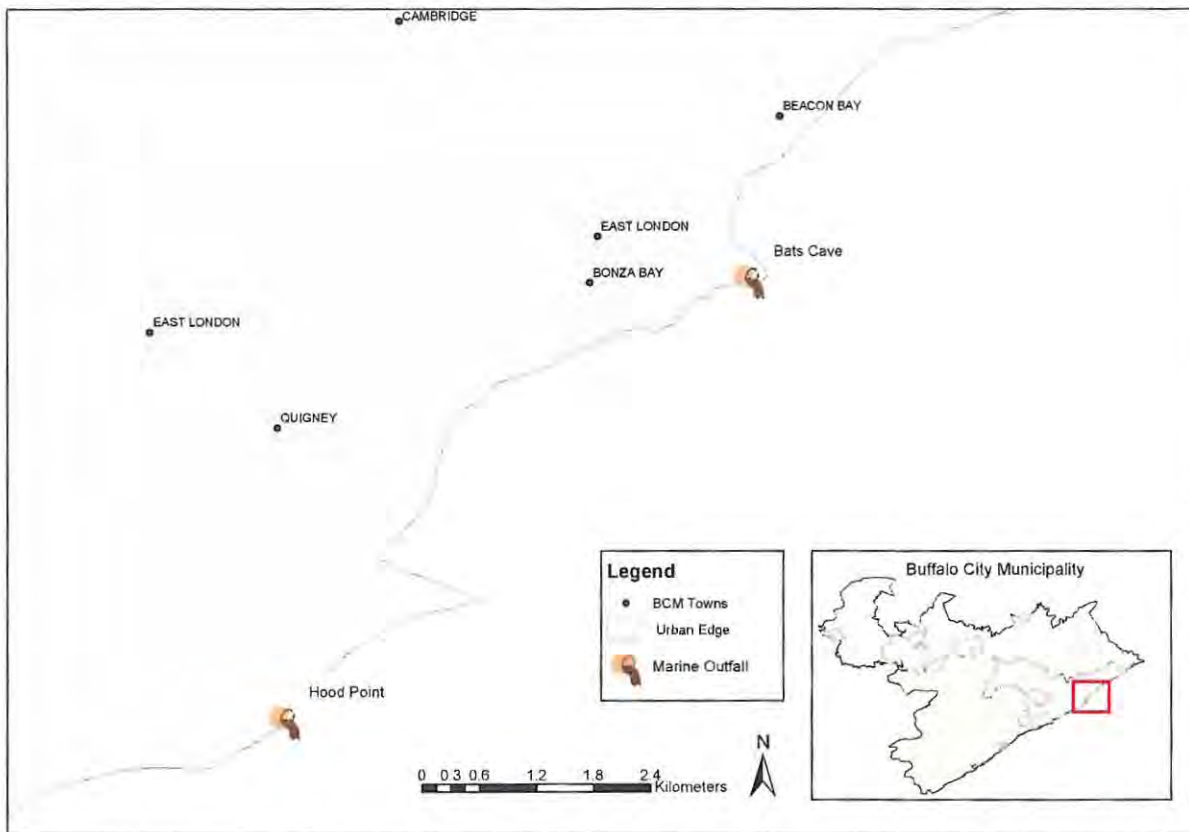 CAMBRIDGE
BEACON BAY
EAST LONDON
Bats Cave
BONZA BAY
EAST LONDON
QUIGNEY
Hood Point
Legend
BCM Towns
Urban Edge
Marine Outfall
Buffalo City Municipality
N
0 0.3 0.6 1.2 1.8 2.4
Kilometers